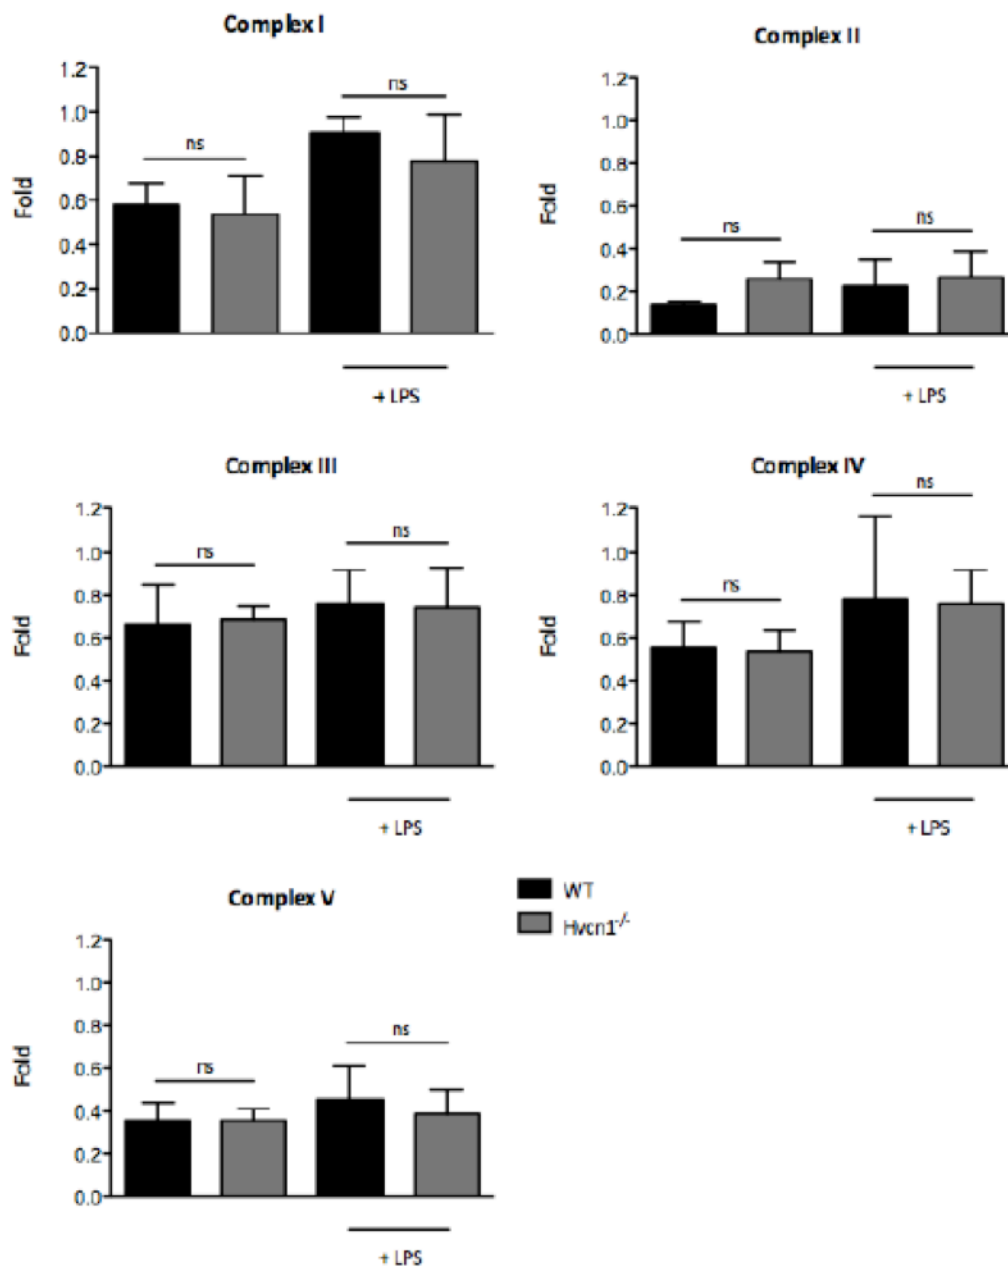 Complex I
Complex II
1.2
1.0
0.8
0.6
0.4
0.2
0.0
Fold
ns
ns
+ LPS
1.2
1.0
0.8
0.6
0.4
0.2
0.0
Fold
ns
ns
+ LPS
Complex III
Complex IV
1.2
1.0
0.8
0.6
0.4
0.2
0.0
Fold
ns
ns
+ LPS
1.2
1.0
0.8
0.6
0.4
0.2
0.0
Fold
ns
ns
+ LPS
Complex V
1.2
1.0
0.8
0.6
0.4
0.2
0.0
Fold
ns
ns
+ LPS
WT
Hvcn1-/-